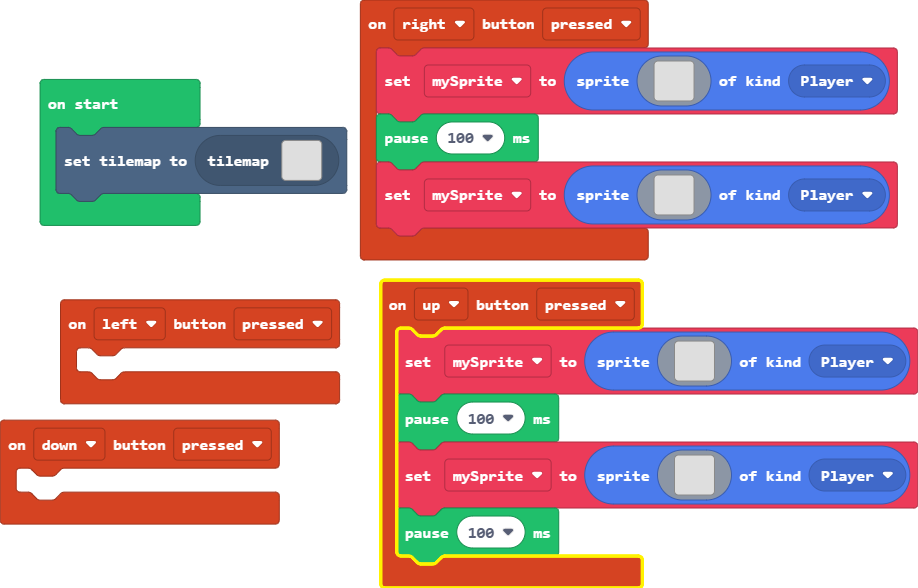 on start
set tilemap to tilemap
on right button pressed
set mySprite to sprite of kind Player
pause 100 ms
set mySprite to sprite of kind Player
on left button pressed
on down button pressed
on up button pressed
set mySprite to sprite of kind Player
pause 100 ms
set mySprite to sprite of kind Player
pause 100 ms